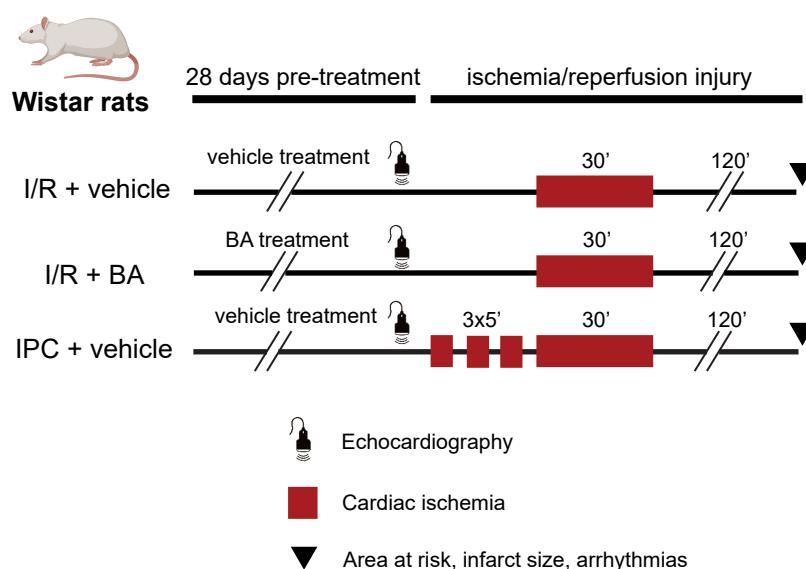 28 days pre-treatment
ischemia/reperfusion injury
Wistar rats
vehicle treatment
30’
120’
I/R + vehicle
BA treatment
30’
120’
I/R + BA
vehicle treatment
3x5’
30’
120’
IPC + vehicle
Echocardiography
Cardiac ischemia
Area at risk, infarct size, arrhythmias